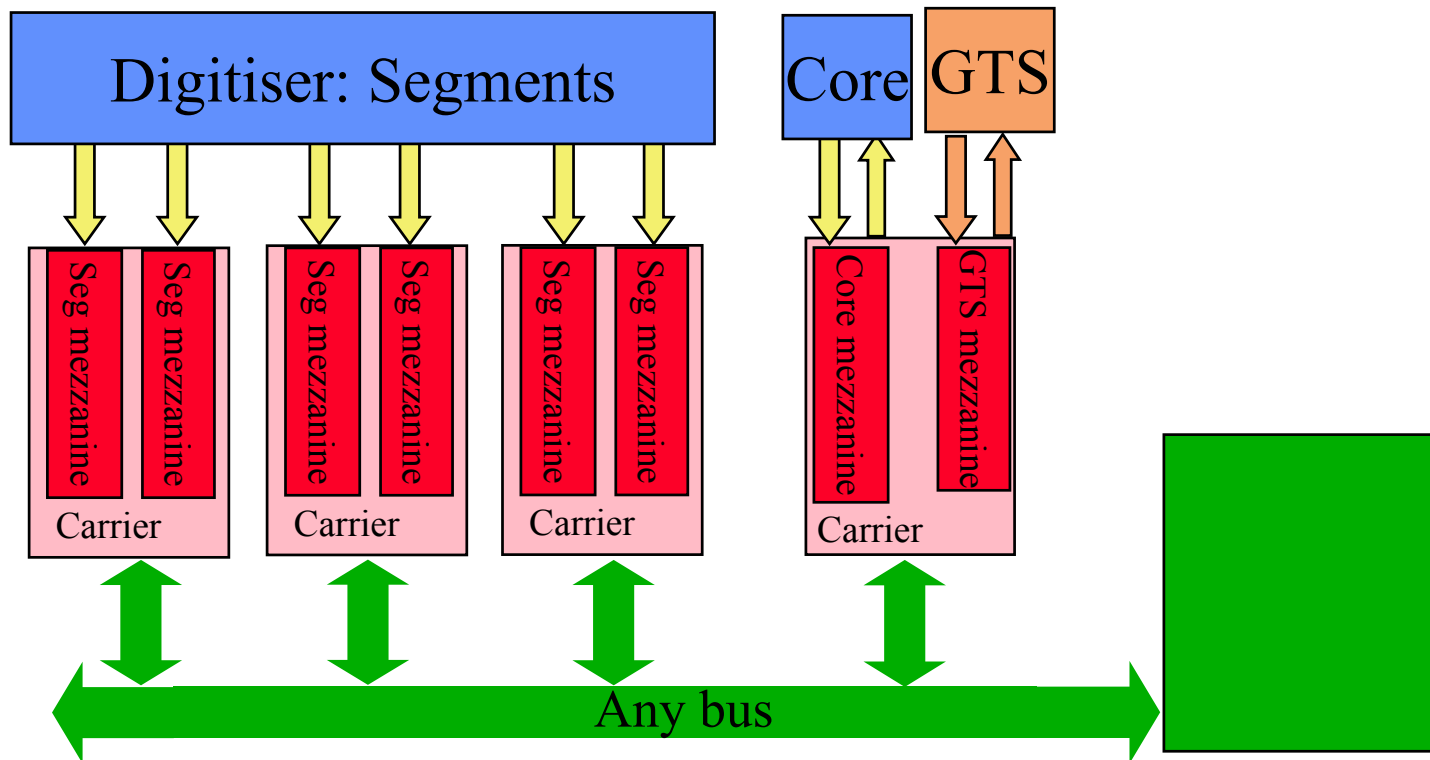 Digitiser: Segments
Core
GTS
Seg mezzanine
Seg mezzanine
Seg mezzanine
Seg mezzanine
Seg mezzanine
Seg mezzanine
Core mezzanine
GTS mezzanine
Carrier
Carrier
Carrier
Carrier
Any bus